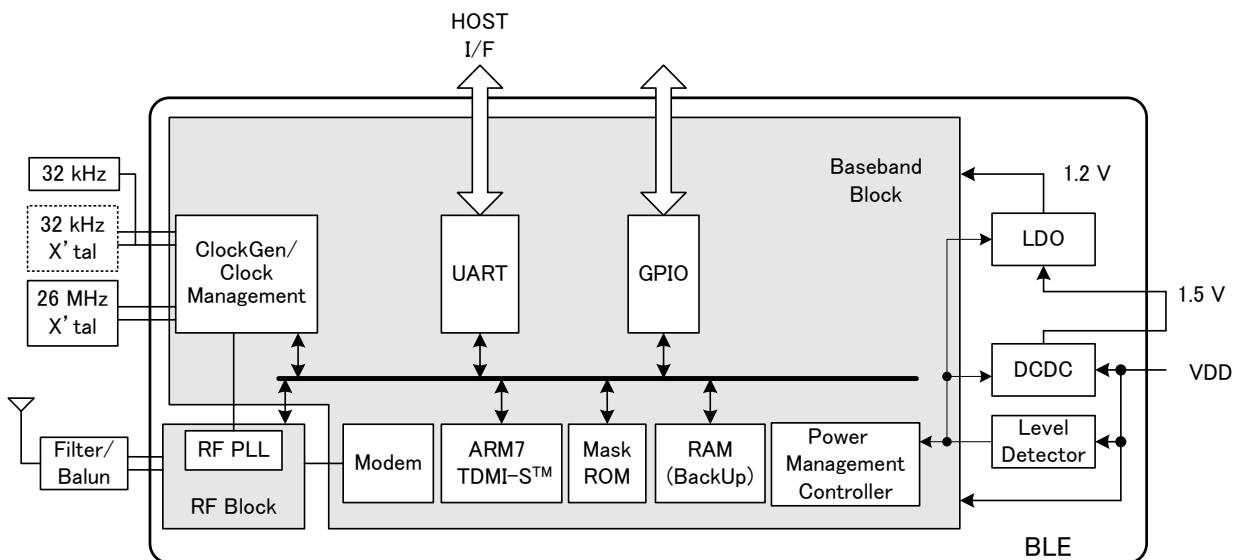 HOST
I/F
32 kHz
32 kHz
X'tal
26 MHz
X'tal
ClockGen/
Clock
Management
UART
GPIO
Baseband
Block
1.2 V
LDO
1.5 V
DCDC
VDD
Level
Detector
Filter/
Balun
RF PLL
RF Block
Modem
ARM7
TDMI-S™
Mask
ROM
RAM
(BackUp)
Power
Management
Controller
BLE